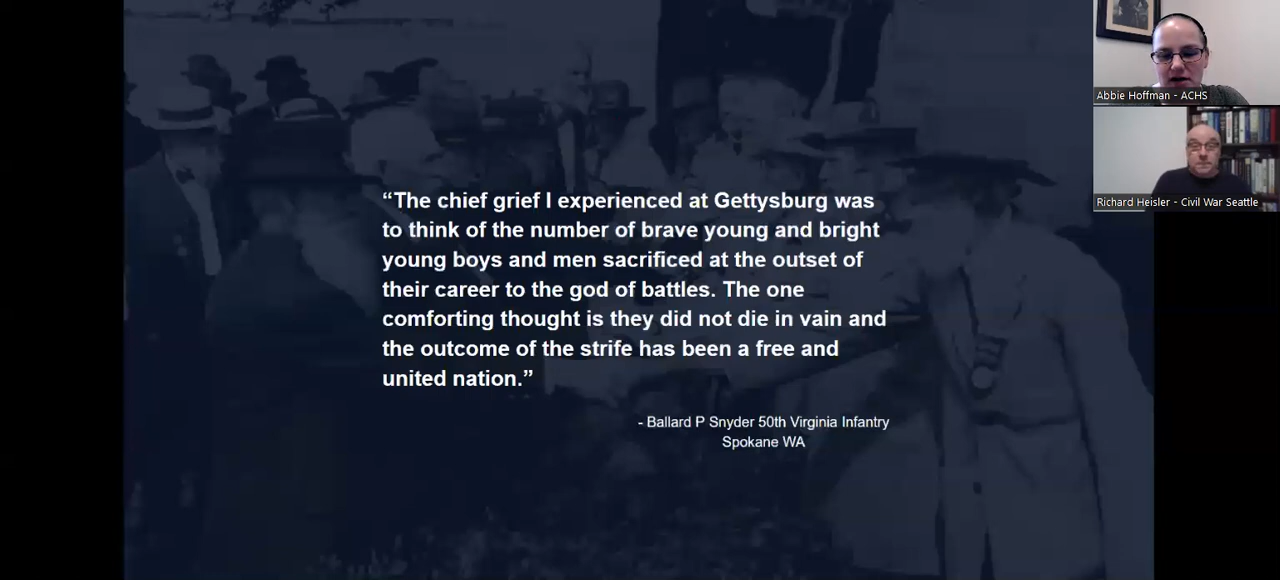 “The chief grief I experienced at Gettysburg was
to think of the number of brave young and bright
young boys and men sacrificed at the outset of
their career to the god of battles. The one
comforting thought is they did not die in vain and
the outcome of the strife has been a free and
united nation.”
- Ballard P Snyder 50th Virginia Infantry
Spokane WA
Abbie Hoffman - ACHS
Richard Heisler - Civil War Seattle